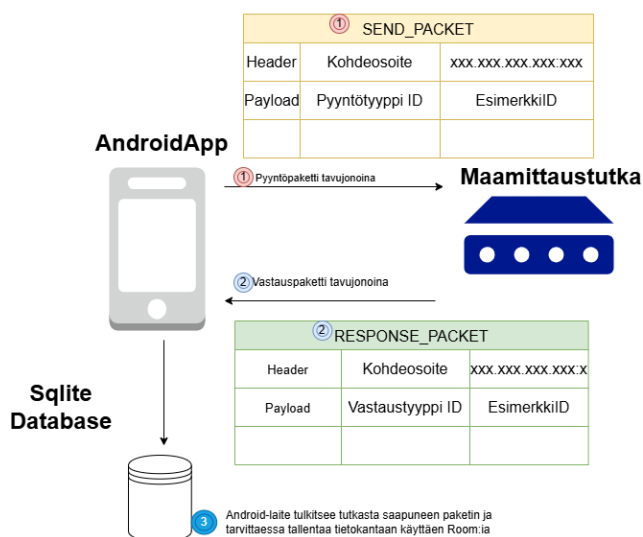 1 SEND_PACKET
Header Kohdeosoite xxx.xxx.xxx.xxx:xxx
Payload Pyyntötyyppi ID EsimerkkiID
AndroidApp
Maamittaustutka
1 Pyyntöpaketti tavujonoina
2 Vastauspaketti tavujonoina
2 RESPONSE_PACKET
Header Kohdeosoite xxx.xxx.xxx.xxx:x
Payload Vastaustyyppi ID EsimerkkiID
Sqlite
Database
3 Android-laite tulkitsee tutkasta saapuneen paketin ja
tarvittaessa tallentaa tietokantaan käyttäen Room:ia